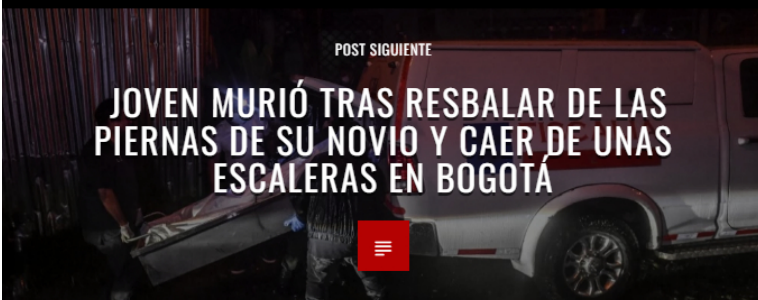 POST SIGUIENTE
JOVEN MURIÓ TRAS RESBALAR DE LAS
PIERNAS DE SU NOVIO Y CAER DE UNAS
ESCALERAS EN BOGOTÁ